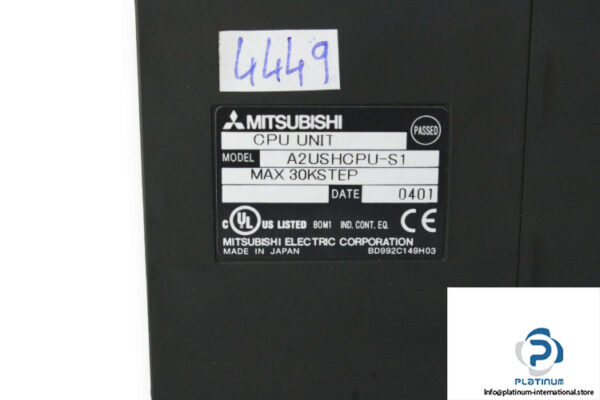 4449
MITSUBISHI
PASSED
CPU UNIT
MODEL A2USHCPU-S1
MAX 30KSTEP
DATE 0401
C UL US LISTED 80M1 IND. CONT. EQ. CE
MITSUBISHI ELECTRIC CORPORATION
MADE IN JAPAN BD992C149H03
PLATINUM
Info@platinum-international.store